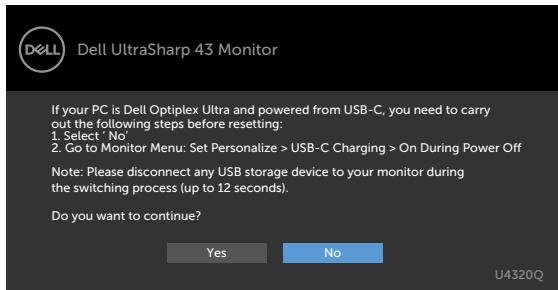 DELL
Dell UltraSharp 43 Monitor
If your PC is Dell Optiplex Ultra and powered from USB-C, you need to carry
out the following steps before resetting:
1. Select ' No'
2. Go to Monitor Menu: Set Personalize > USB-C Charging > On During Power Off
Note: Please disconnect any USB storage device to your monitor during
the switching process (up to 12 seconds).
Do you want to continue?
Yes
No
U4320Q